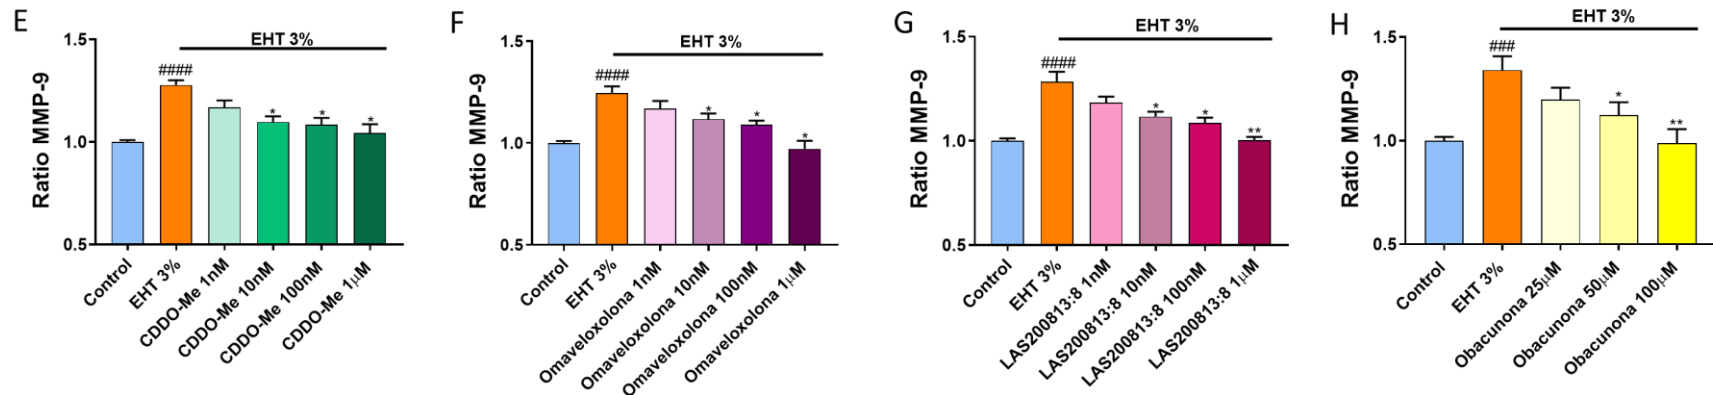 E
EHT 3%
Ratio MMP-9
1.5
1.0
0.5
####
*
*
*
Control
EHT 3%
CDDO-Me 1nM
CDDO-Me 10nM
CDDO-Me 100nM
CDDO-Me 1µM
F
EHT 3%
Ratio MMP-9
1.5
1.0
0.5
####
*
*
*
Control
EHT 3%
Omaveloxolona 1nM
Omaveloxolona 10nM
Omaveloxolona 100nM
Omaveloxolona 1µM
G
EHT 3%
Ratio MMP-9
1.5
1.0
0.5
####
*
*
**
Control
EHT 3%
LAS200813:8 1nM
LAS200813:8 10nM
LAS200813:8 100nM
LAS200813:8 1µM
H
EHT 3%
Ratio MMP-9
1.5
1.0
0.5
###
*
**
Control
EHT 3%
Obacunona 25µM
Obacunona 50µM
Obacunona 100µM